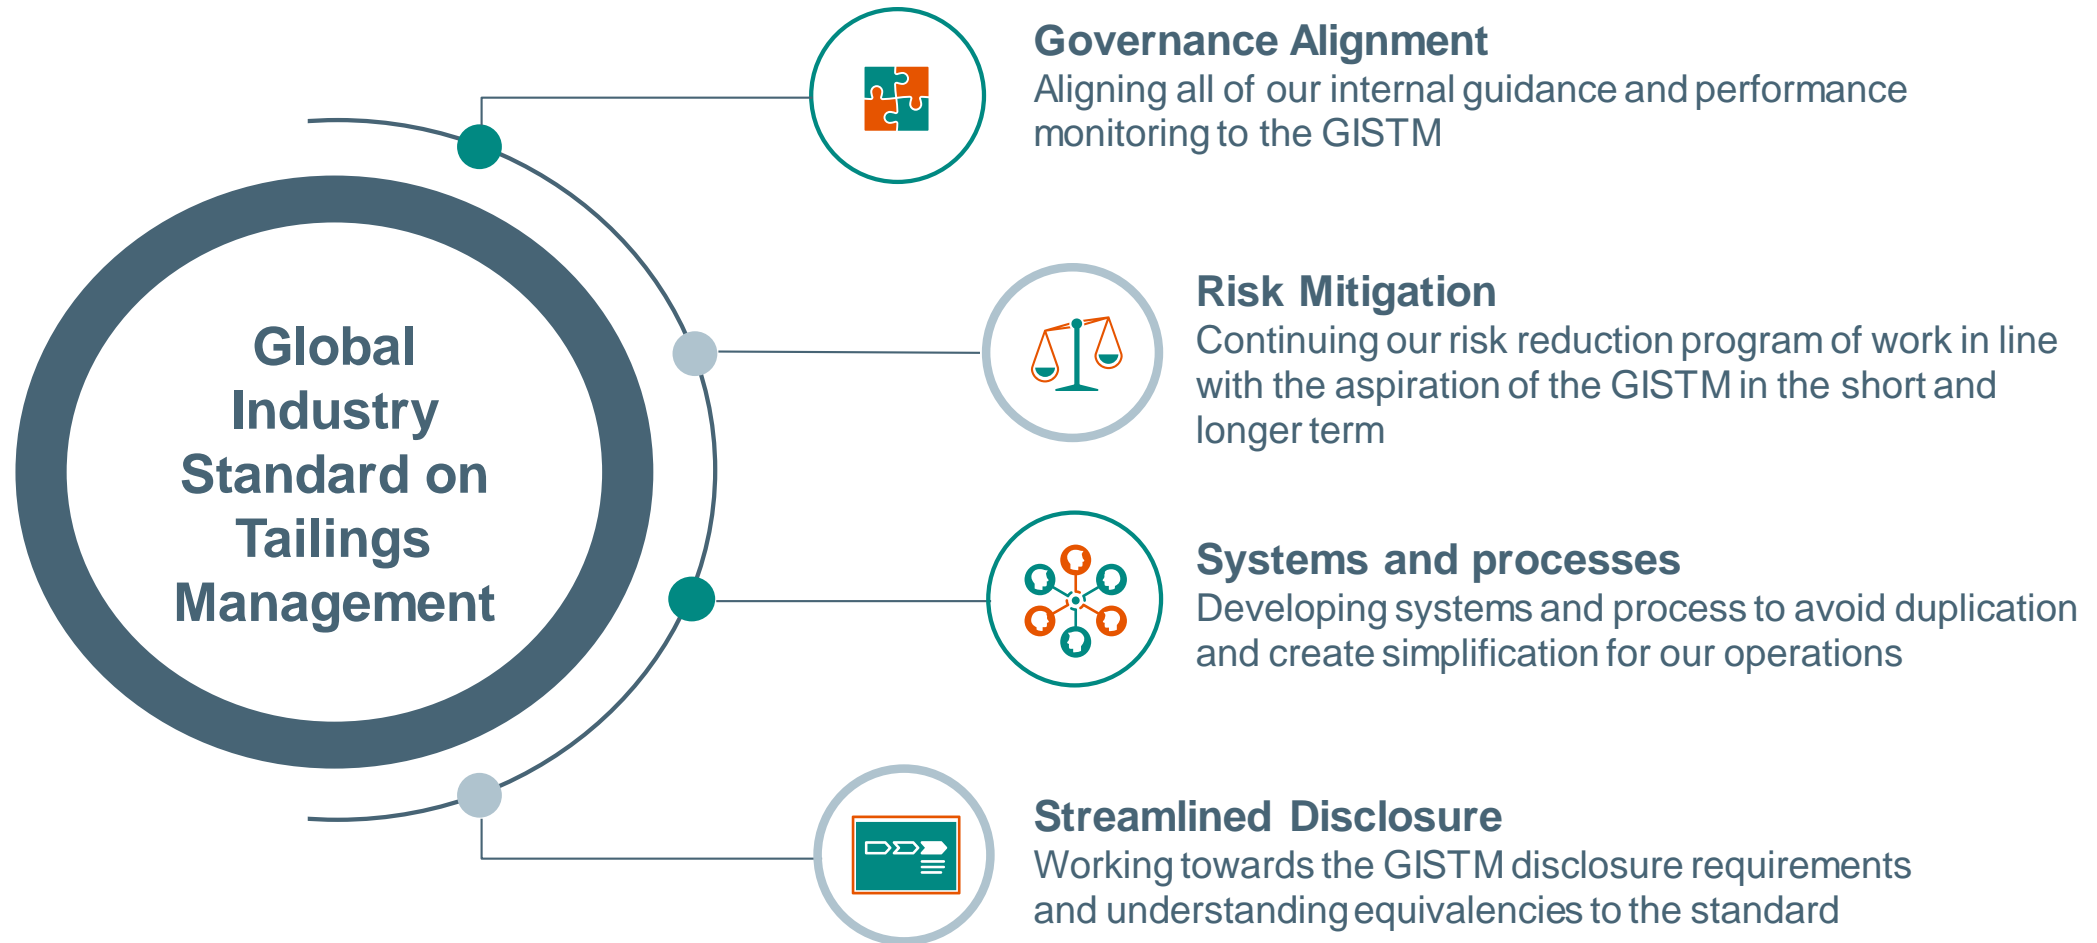 Global
Industry
Standard on
Tailings
Management
Governance Alignment
Aligning all of our internal guidance and performance
monitoring to the GISTM
Risk Mitigation
Continuing our risk reduction program of work in line
with the aspiration of the GISTM in the short and
longer term
Systems and processes
Developing systems and process to avoid duplication
and create simplification for our operations
Streamlined Disclosure
Working towards the GISTM disclosure requirements
and understanding equivalencies to the standard